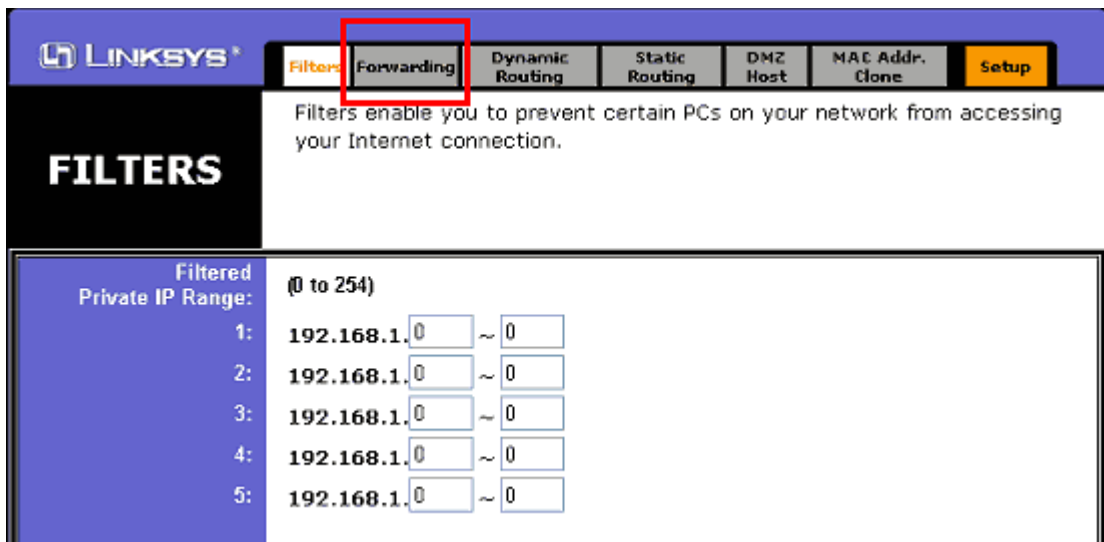 LINKSYS®
Filters Forwarding Dynamic Routing Static Routing DMZ Host MAC Addr. Clone Setup
FILTERS
Filters enable you to prevent certain PCs on your network from accessing
your Internet connection.
Filtered
Private IP Range:
(0 to 254)
1: 192.168.1. 0 ~ 0
2: 192.168.1. 0 ~ 0
3: 192.168.1. 0 ~ 0
4: 192.168.1. 0 ~ 0
5: 192.168.1. 0 ~ 0